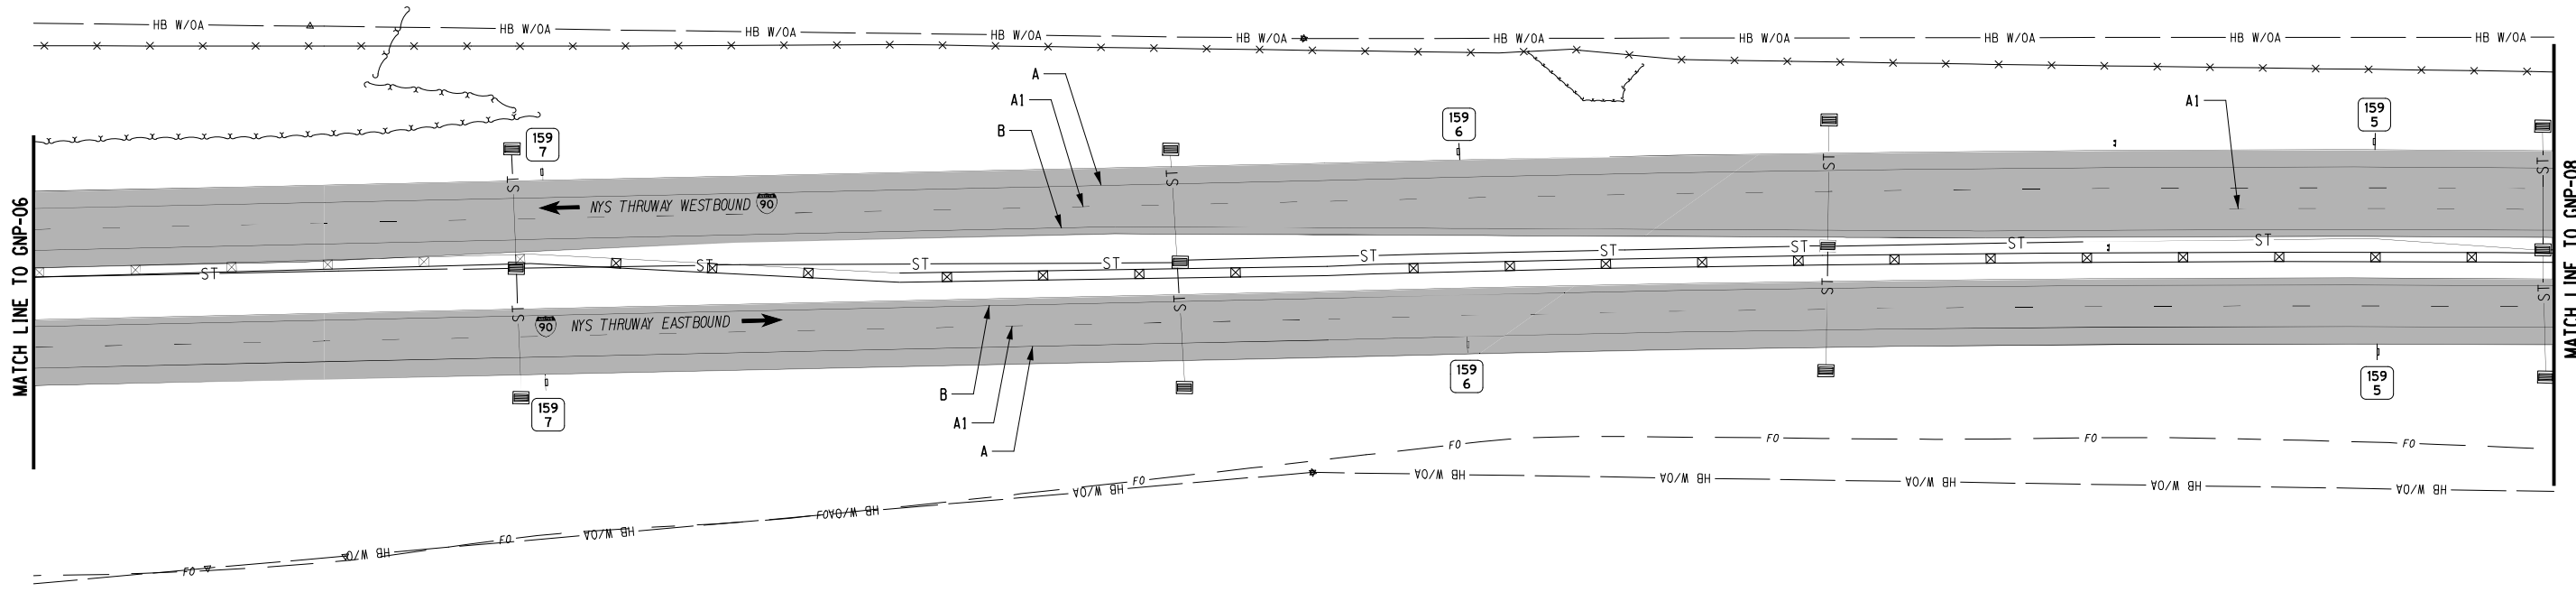 HB W/OA HB W/OA HB W/OA HB W/OA HB W/OA HB W/OA HB W/OA HB W/OA HB W/OA HB W/OA
A
A1
B
A1
159
7
159
6
159
5
ST ST ST ST
MATCH LINE TO GNP-06
MATCH LINE TO GNP-08
NYS THRUWAY WESTBOUND 90
ST ST ST ST ST ST ST ST ST
ST ST ST ST
90 NYS THRUWAY EASTBOUND
B
A1
A
159
7
159
6
159
5
FO FO FO FO
FO HB W/OA HB W/OA HB W/OA HB W/OA HB W/OA HB W/OA
HB W/OA FO HB W/OA
FO HB W/O
FO